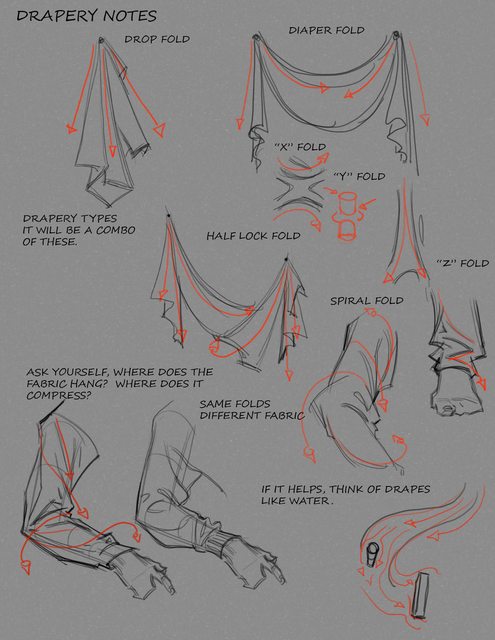 DRAPERY NOTES
DROP FOLD
DIAPER FOLD
"X" FOLD
"Y" FOLD
DRAPERY TYPES
IT WILL BE A COMBO
OF THESE.
HALF LOCK FOLD
"Z" FOLD
SPIRAL FOLD
ASK YOURSELF, WHERE DOES THE
FABRIC HANG? WHERE DOES IT
COMPRESS?
SAME FOLDS
DIFFERENT FABRIC
IF IT HELPS, THINK OF DRAPES
LIKE WATER.